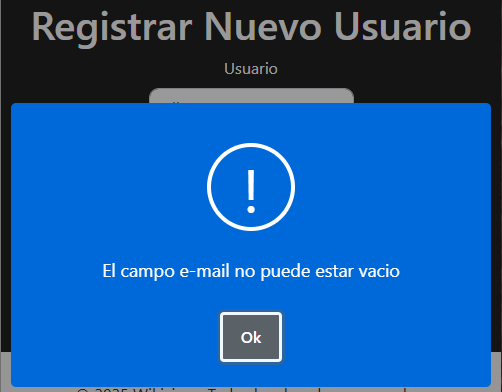 Registrar Nuevo Usuario
Usuario
!
El campo e-mail no puede estar vacio
Ok